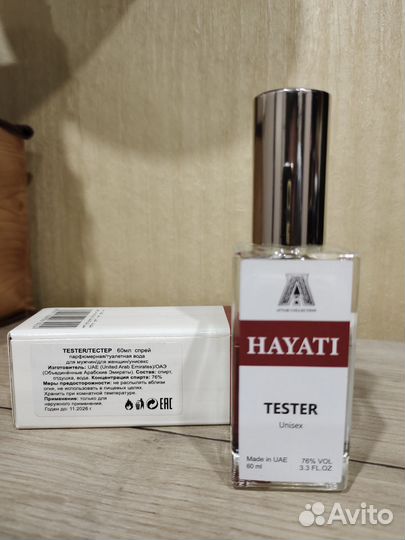 TESTER/ТЕСТЕР 60мл. спрей
парфюмерная/туалетная вода
для мужчин/для женщин/унисекс
Изготовитель: UAE (United Arab Emirates)/ОАЭ
(Объединённые Арабские Эмираты). Состав: спирт,
отдушка, вода. Концентрация спирта: 76%
Меры предосторожности: не распылять вблизи
огня, не использовать в пищевых целях.
Хранить при комнатной температуре.
Применение: только для
наружного применения.
Годен до: 11.2026 г
EAC
A
ATTAR COLLECTION
HAYATI
TESTER
Unisex
Made in UAE 76% VOL
60 ml 3.3 FL.OZ
Avito